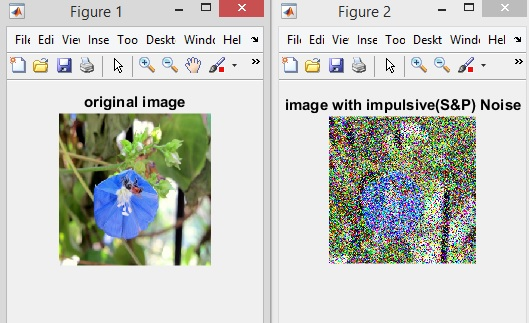 Figure 1
File Edi Viev Inse Too Deskt Windo Hel
original image
Figure 2
File Edi Viev Inse Too Deskt Windo Hel
image with impulsive(S&P) Noise